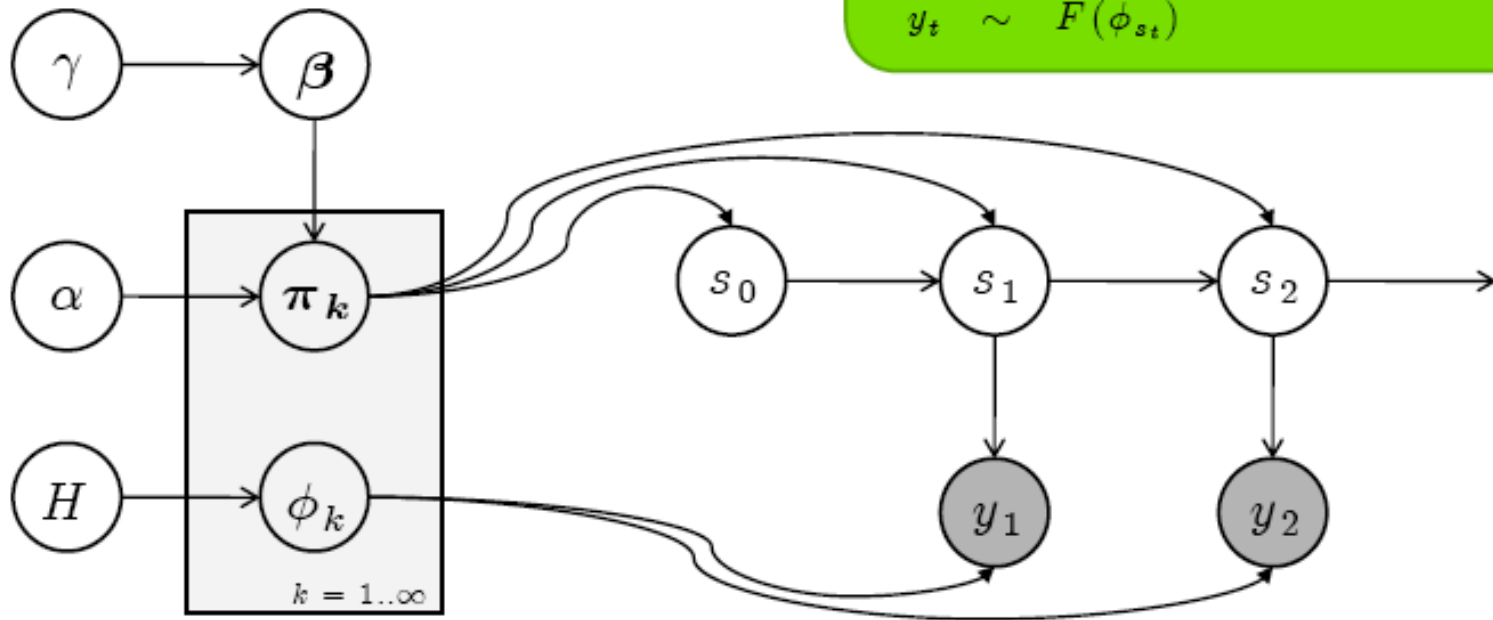 y_t ~ F(ϕ_{s_t})
γ β
α π_k s_0 s_1 s_2
H ϕ_k y_1 y_2
k = 1..∞